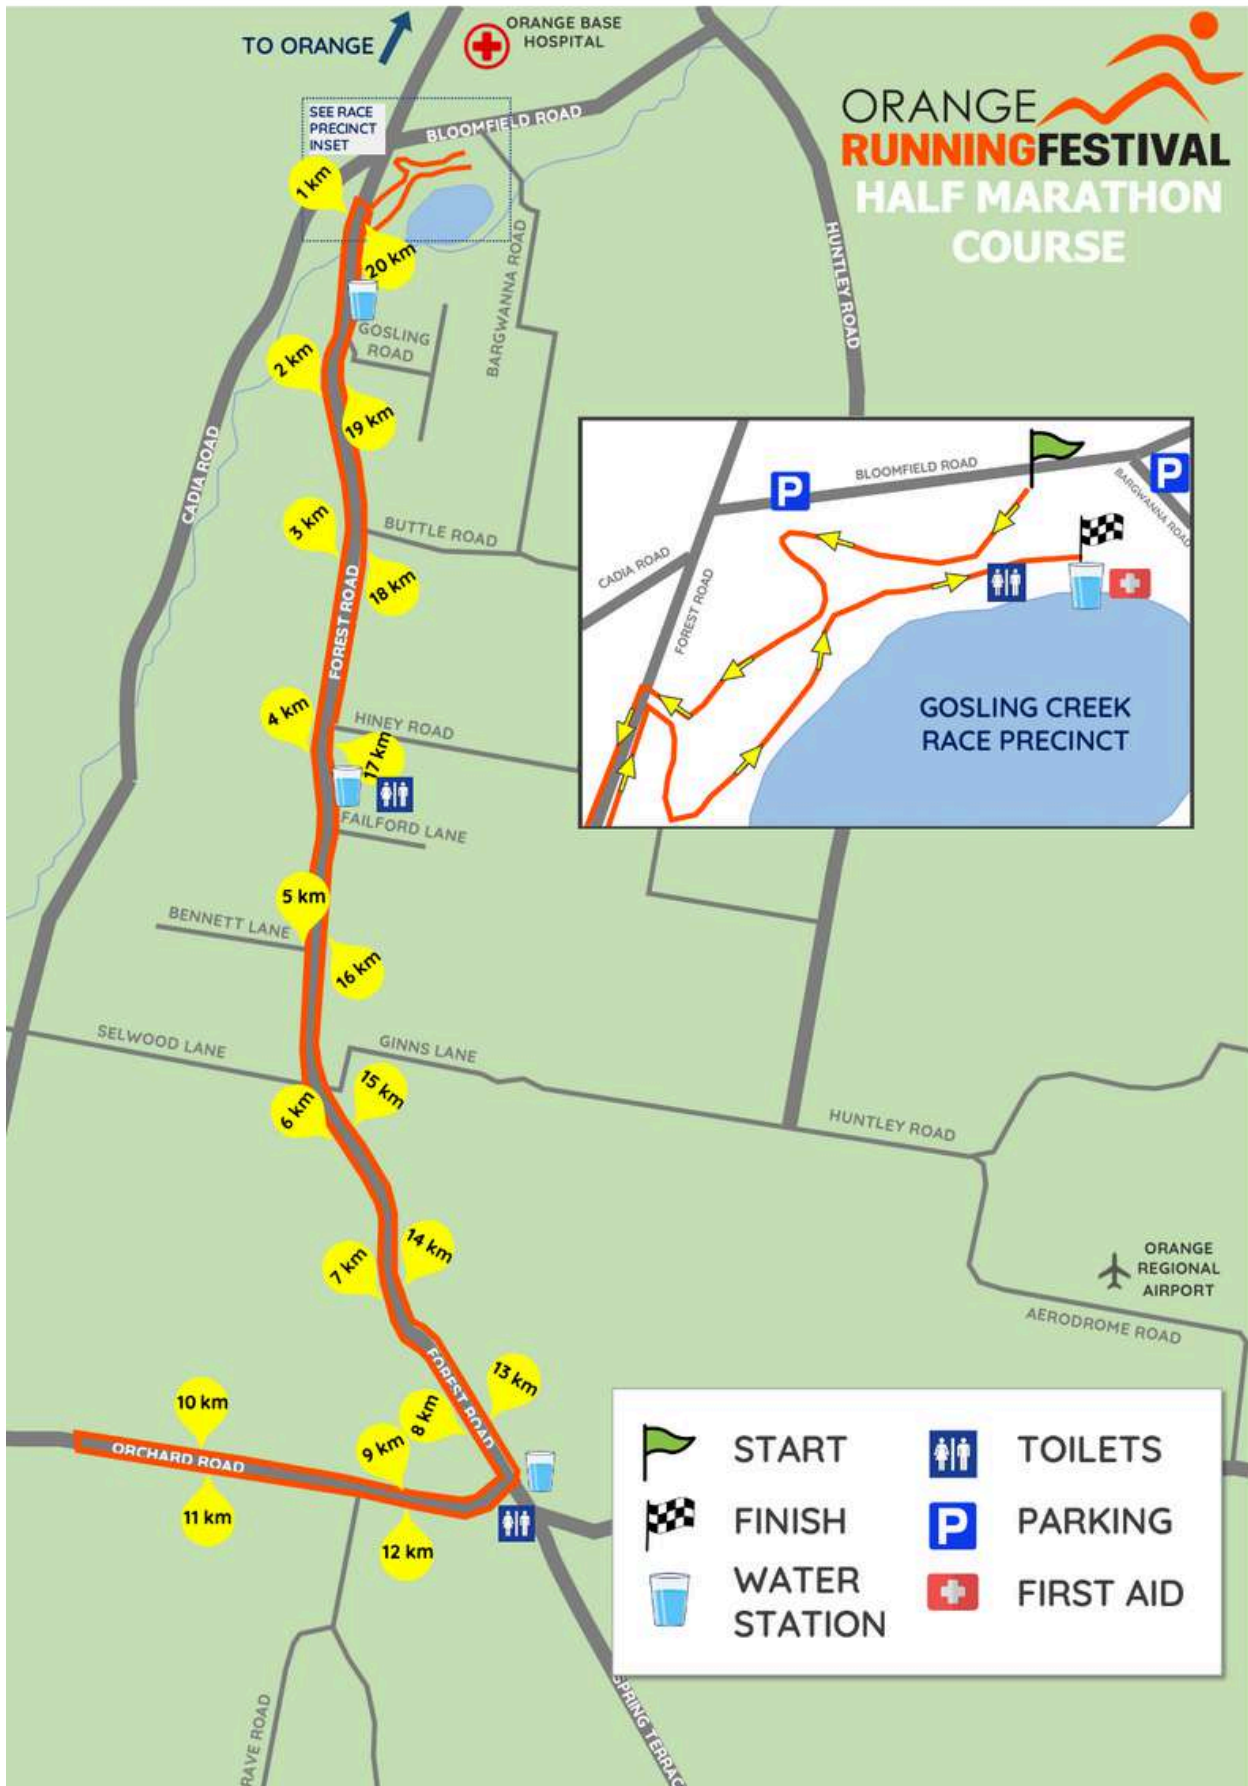 TO ORANGE
ORANGE BASE
HOSPITAL
ORANGE
RUNNINGFESTIVAL
HALF MARATHON
COURSE
SEE RACE
PRECINCT
INSET
BLOOMFIELD ROAD
1 km
20 km
BARGWANNA ROAD
HUNTLEY ROAD
GOSLING
ROAD
2 km
19 km
CADIA ROAD
3 km
BUTTLE ROAD
18 km
FOREST ROAD
4 km
HINEY ROAD
17 km
FAILFORD LANE
5 km
BENNETT LANE
16 km
SELWOOD LANE
GINNS LANE
15 km
6 km
HUNTLEY ROAD
14 km
7 km
ORANGE
REGIONAL
AIRPORT
AERODROME ROAD
FOREST ROAD
13 km
8 km
9 km
10 km
ORCHARD ROAD
11 km
12 km
RAVE ROAD
SPRING TERRAC
P
BLOOMFIELD ROAD
P
BARGWANNA ROAD
CADIA ROAD
FOREST ROAD
GOSLING CREEK
RACE PRECINCT
START
TOILETS
FINISH
P
PARKING
WATER
STATION
FIRST AID